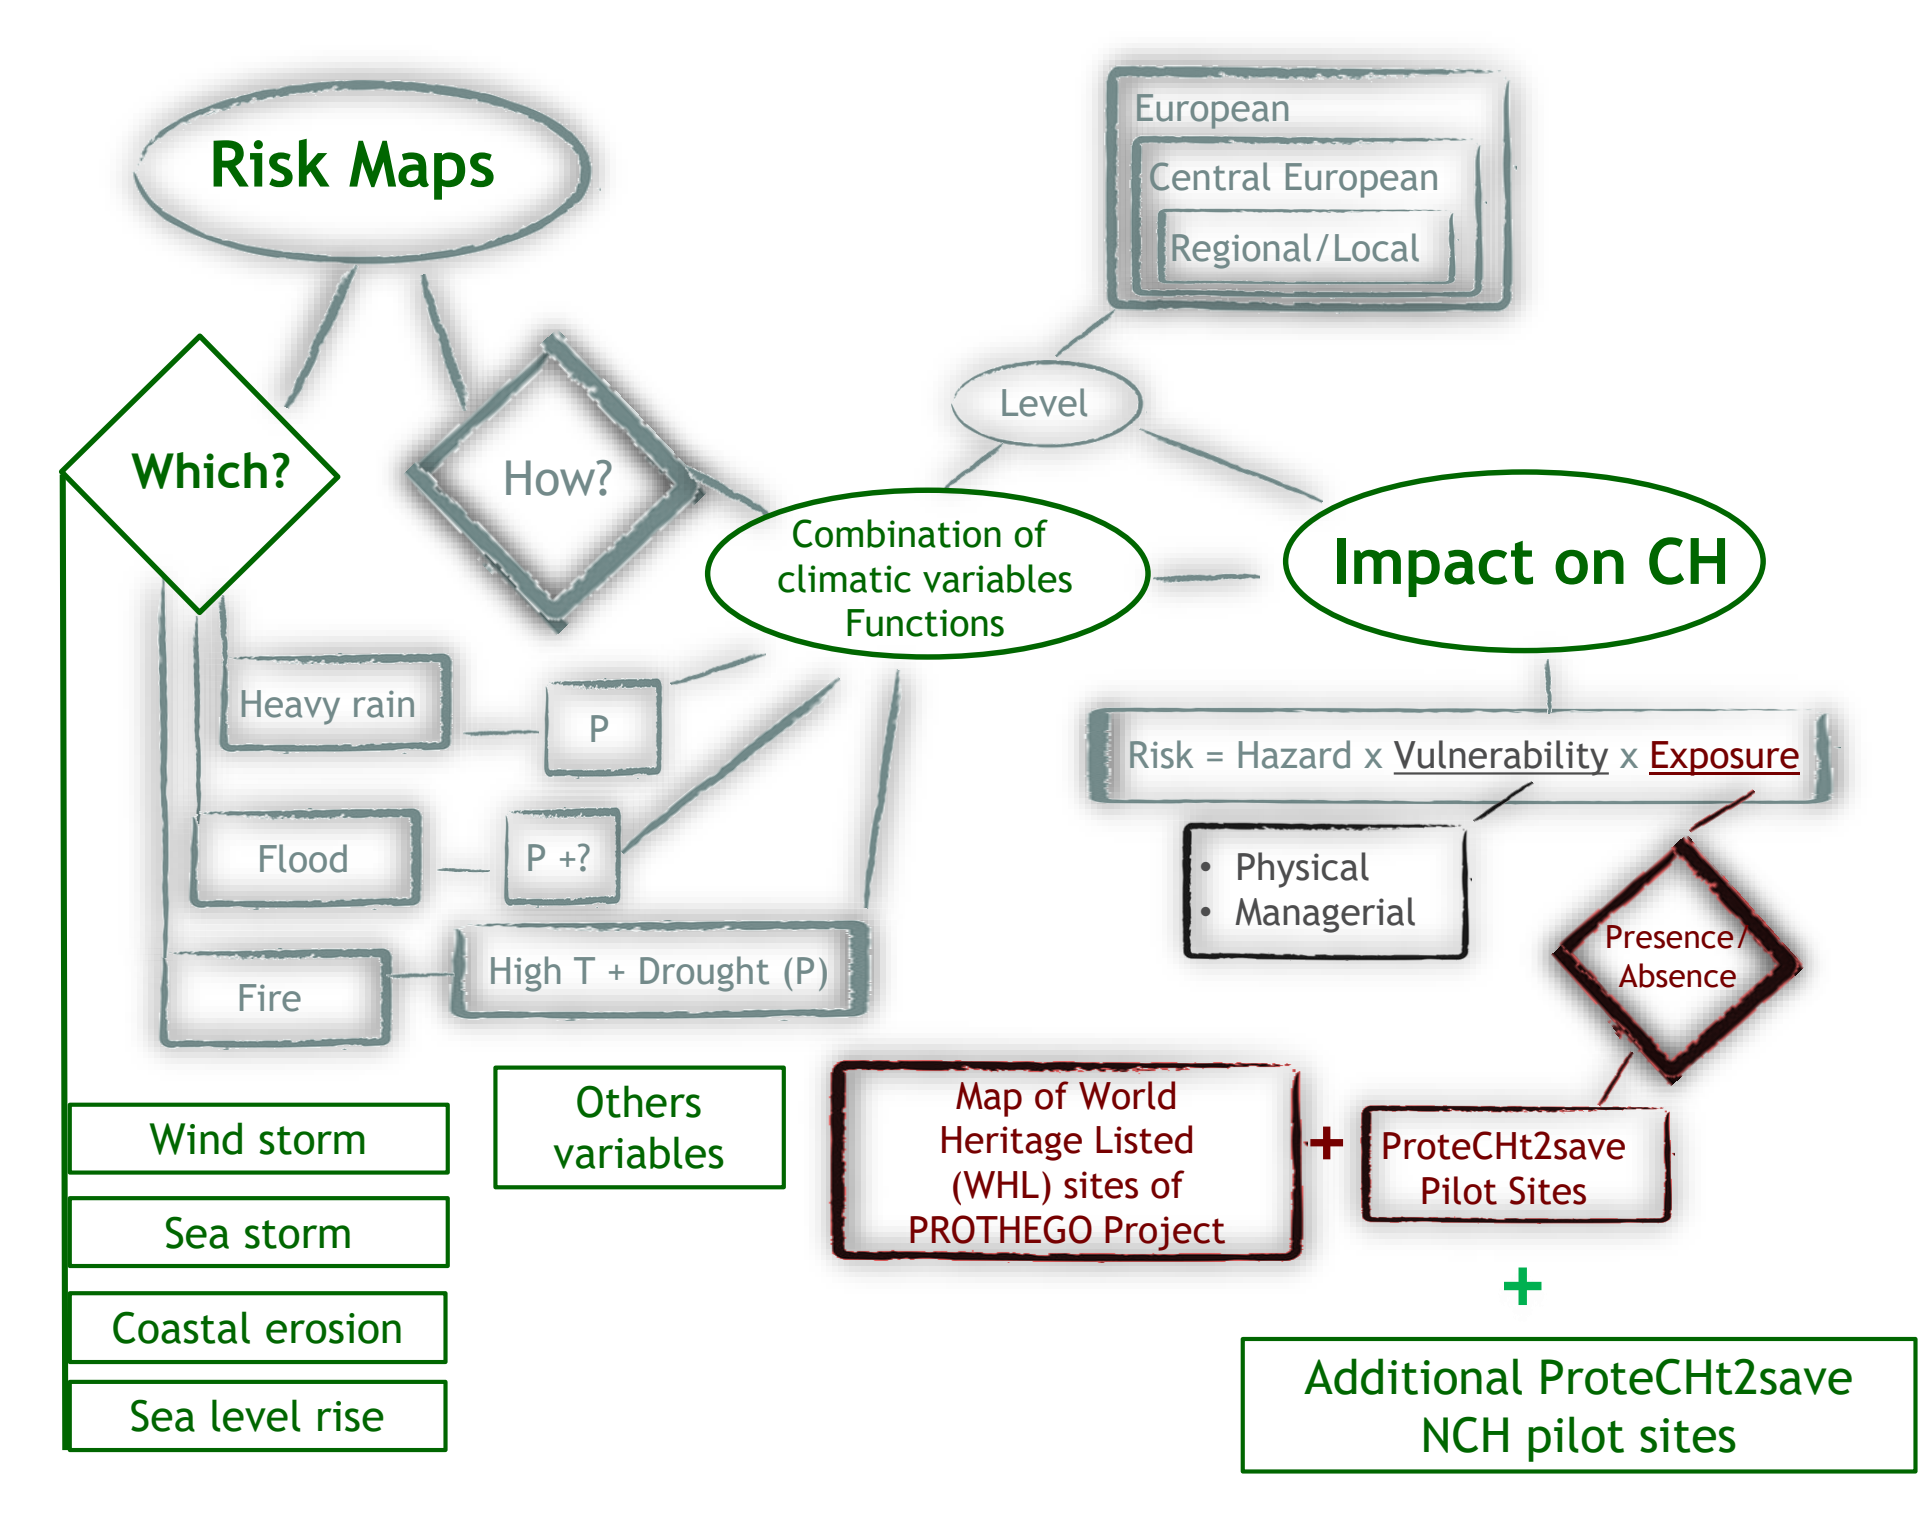 Risk Maps
European
Central European
Regional/Local
Level
Which?
How?
Combination of
climatic variables
Functions
Impact on CH
Heavy rain
P
Risk = Hazard x Vulnerability x Exposure
Flood
P +?
• Physical
• Managerial
Presence/
Absence
Fire
High T + Drought (P)
Others
variables
Map of World
Heritage Listed
(WHL) sites of
PROTHEGO Project
+
ProteCHt2save
Pilot Sites
Wind storm
Sea storm
Coastal erosion
Sea level rise
+
Additional ProteCHt2save
NCH pilot sites